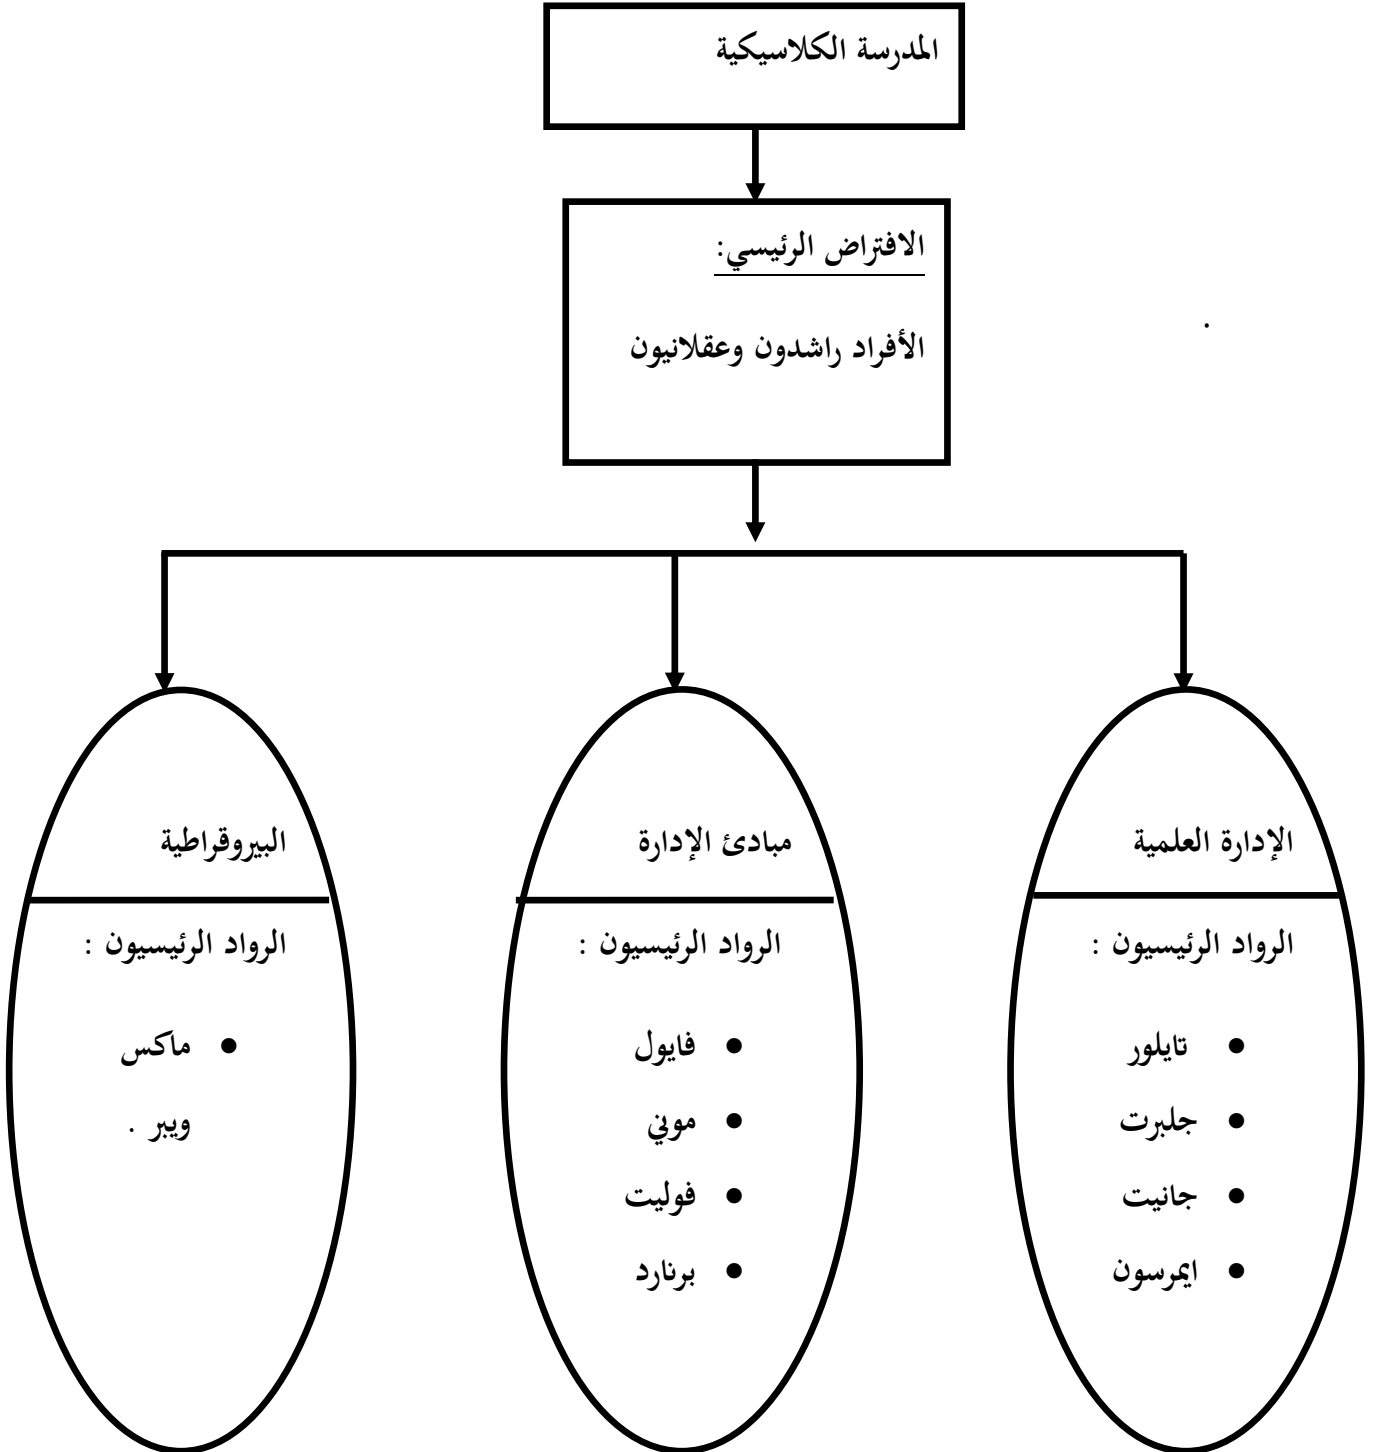 المدرسة الكلاسيكية
الافتراض الرئيسي:
الأفراد راشدون وعقلانيون
.
الإدارة العلمية
الرواد الرئيسيون :
• تايلور
• جلبرت
• جانيت
• ايمرسون
مبادئ الإدارة
الرواد الرئيسيون :
• فايول
• موني
• فوليت
• برنارد
البيروقراطية
الرواد الرئيسيون :
• ماكس
ويبر .